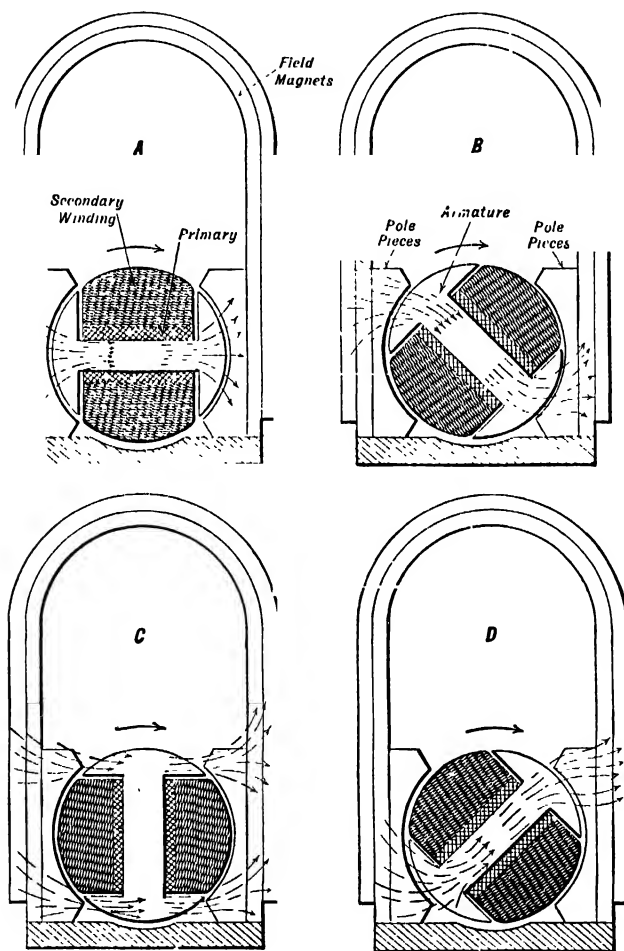 Field
Magnets
A
B
Secondary
Winding
Primary
Pole
Pieces
Armature
Pole
Pieces
C
D